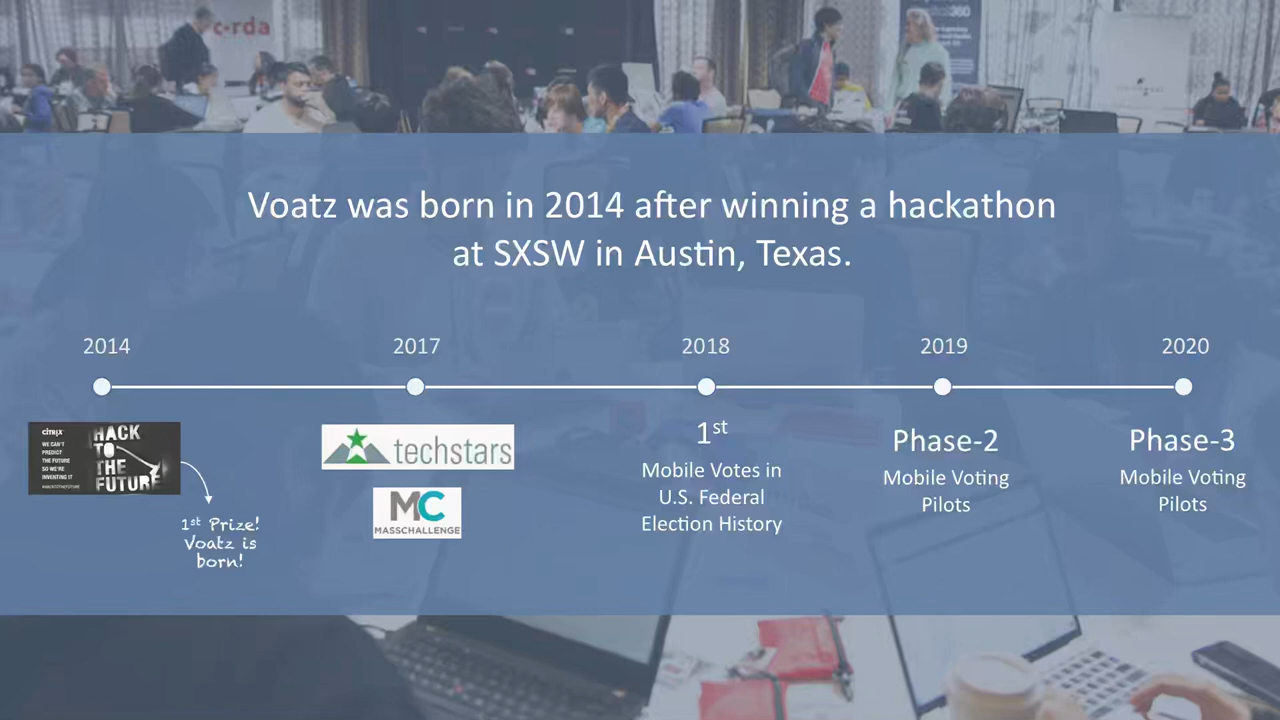 c·rda
360
Voatz was born in 2014 after winning a hackathon
at SXSW in Austin, Texas.
2014
2017
2018
2019
2020
citrix
WE CAN'T
PREDICT
THE FUTURE
SO WE'RE
INVENTING IT
#HACKTOTHEFUTURE
HACK
TO
THE
FUTURE
1st Prize!
Voatz is
born!
techstars
MC
MASSCHALLENGE
1st
Mobile Votes in
U.S. Federal
Election History
Phase-2
Mobile Voting
Pilots
Phase-3
Mobile Voting
Pilots